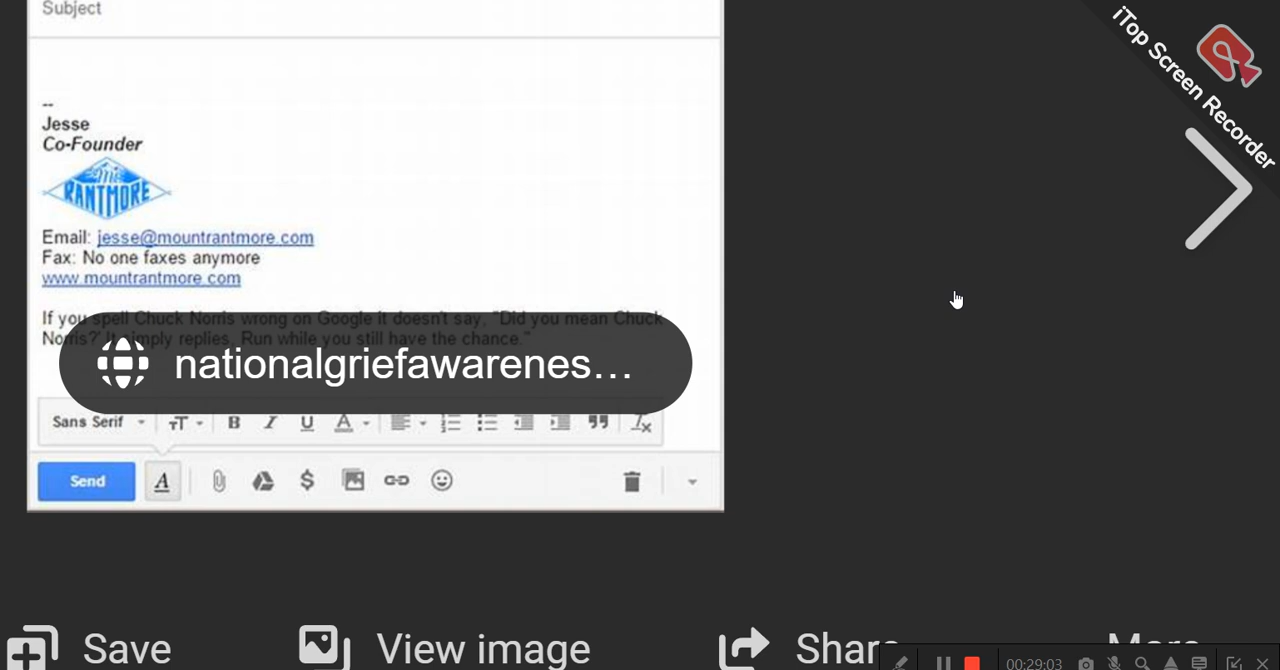 Subject
iTop Screen Recorder
--
Jesse
Co-Founder
The
RANTMORE
Email: jesse@mountrantmore.com
Fax: No one faxes anymore
www.mountrantmore.com
If you spell Chuck Norris wrong on Google it doesn't say, "Did you mean Chuck
Norris?" It simply replies, Run while you still have the chance."
nationalgriefawarenes...
Sans Serif
Send
Save
View image
Share
More
00:29:03